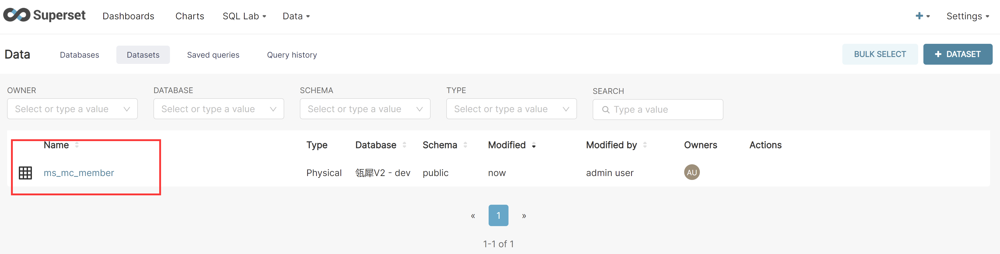 Superset Dashboards Charts SQL Lab Data + Settings
Data Databases Datasets Saved queries Query history BULK SELECT + DATASET
OWNER DATABASE SCHEMA TYPE SEARCH
Select or type a value Select or type a value Select or type a value Select or type a value Type a value
Name Type Database Schema Modified Modified by Owners Actions
ms_mc_member Physical 瓴犀V2 - dev public now admin user AU
« 1 »
1-1 of 1